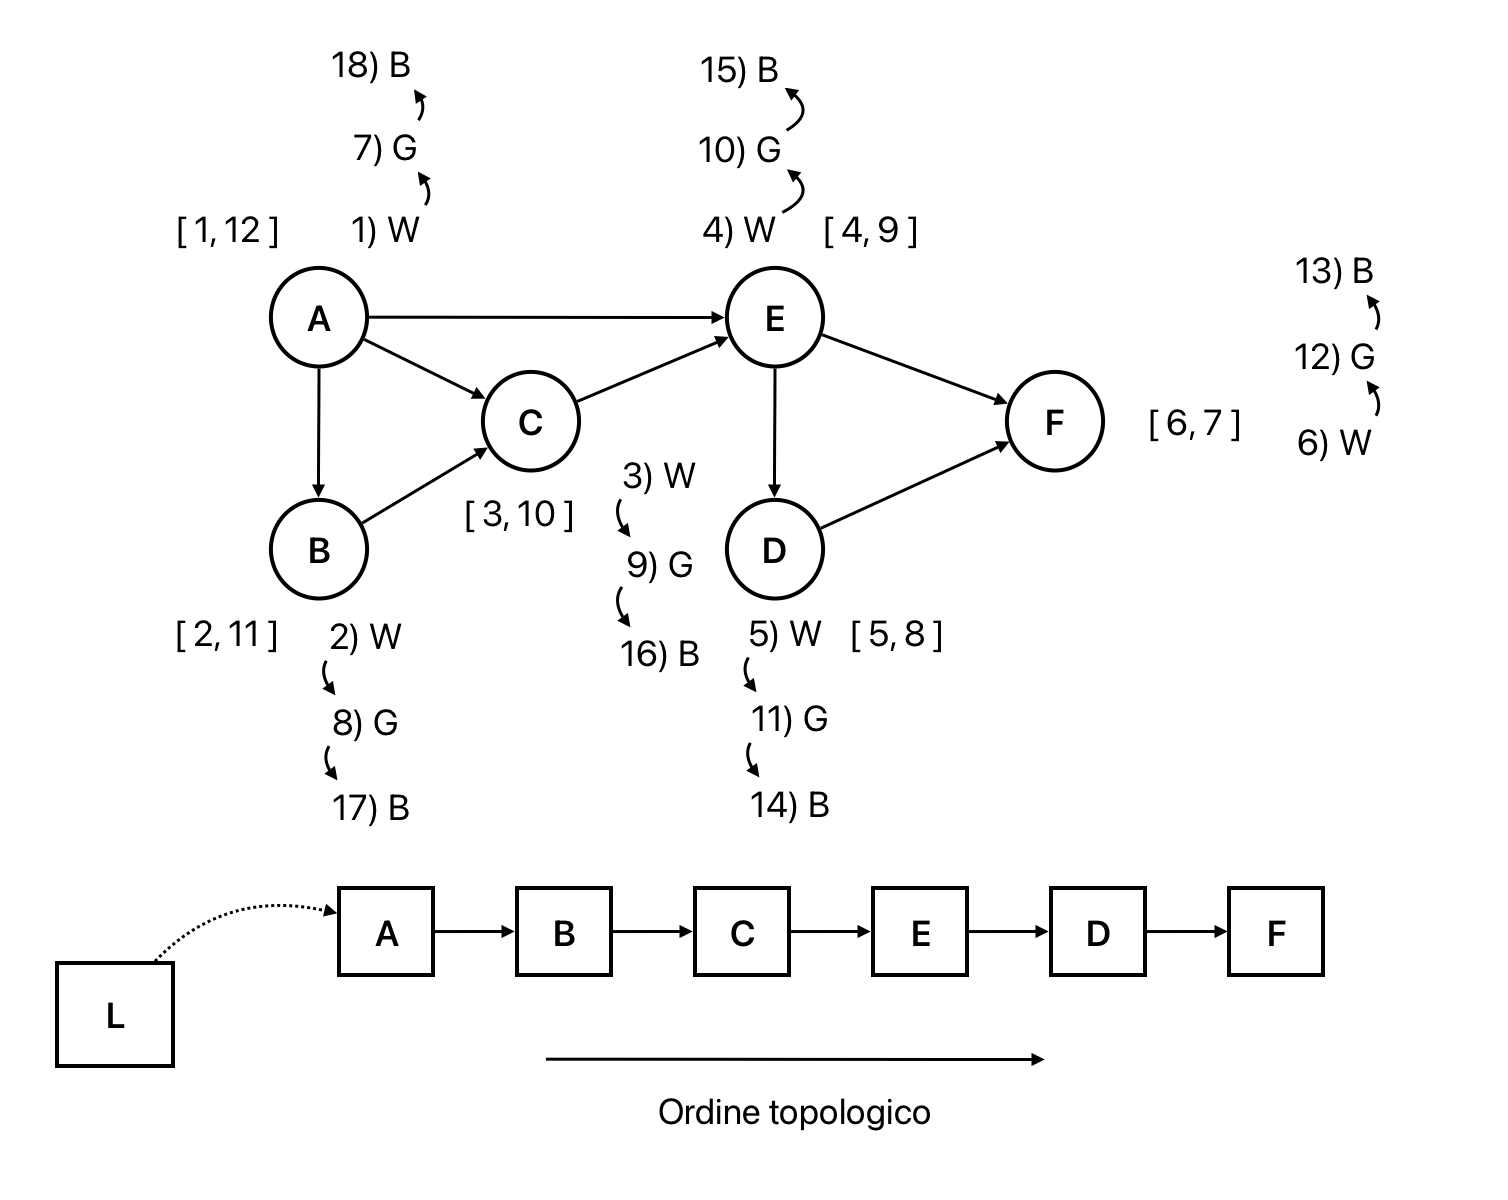 18) B
15) B
7) G
10) G
[ 1, 12 ]
1) W
4) W
[ 4, 9 ]
13) B
A
E
12) G
C
F
[ 6, 7 ]
6) W
3) W
[ 3, 10 ]
B
D
9) G
[ 2, 11 ]
2) W
16) B
5) W
[ 5, 8 ]
8) G
11) G
17) B
14) B
A
B
C
E
D
F
L
Ordine topologico